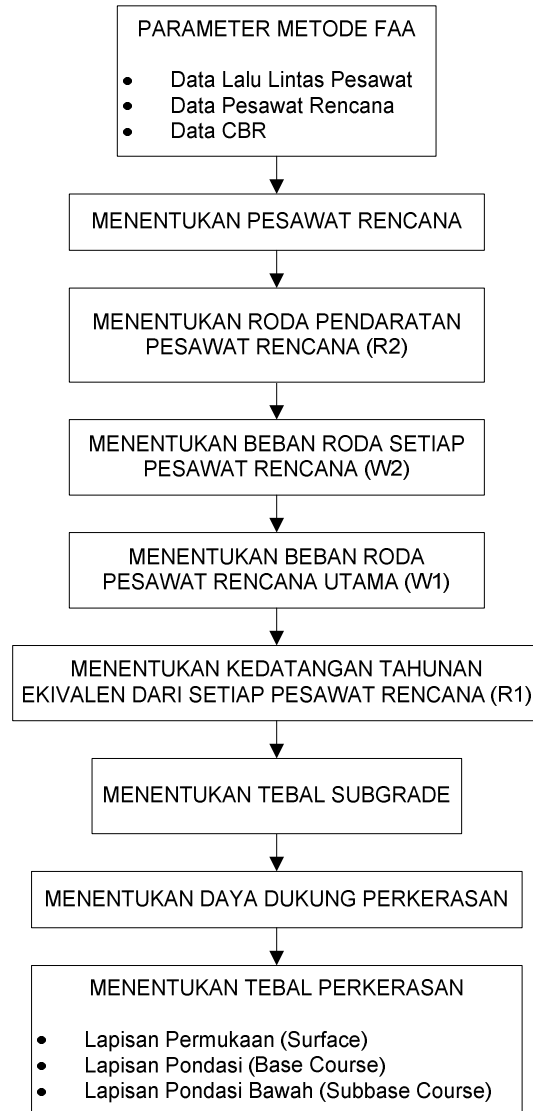 PARAMETER METODE FAA
• Data Lalu Lintas Pesawat
• Data Pesawat Rencana
• Data CBR
MENENTUKAN PESAWAT RENCANA
MENENTUKAN RODA PENDARATAN
PESAWAT RENCANA (R2)
MENENTUKAN BEBAN RODA SETIAP
PESAWAT RENCANA (W2)
MENENTUKAN BEBAN RODA
PESAWAT RENCANA UTAMA (W1)
MENENTUKAN KEDATANGAN TAHUNAN
EKIVALEN DARI SETIAP PESAWAT RENCANA (R1)
MENENTUKAN TEBAL SUBGRADE
MENENTUKAN DAYA DUKUNG PERKERASAN
MENENTUKAN TEBAL PERKERASAN
• Lapisan Permukaan (Surface)
• Lapisan Pondasi (Base Course)
• Lapisan Pondasi Bawah (Subbase Course)